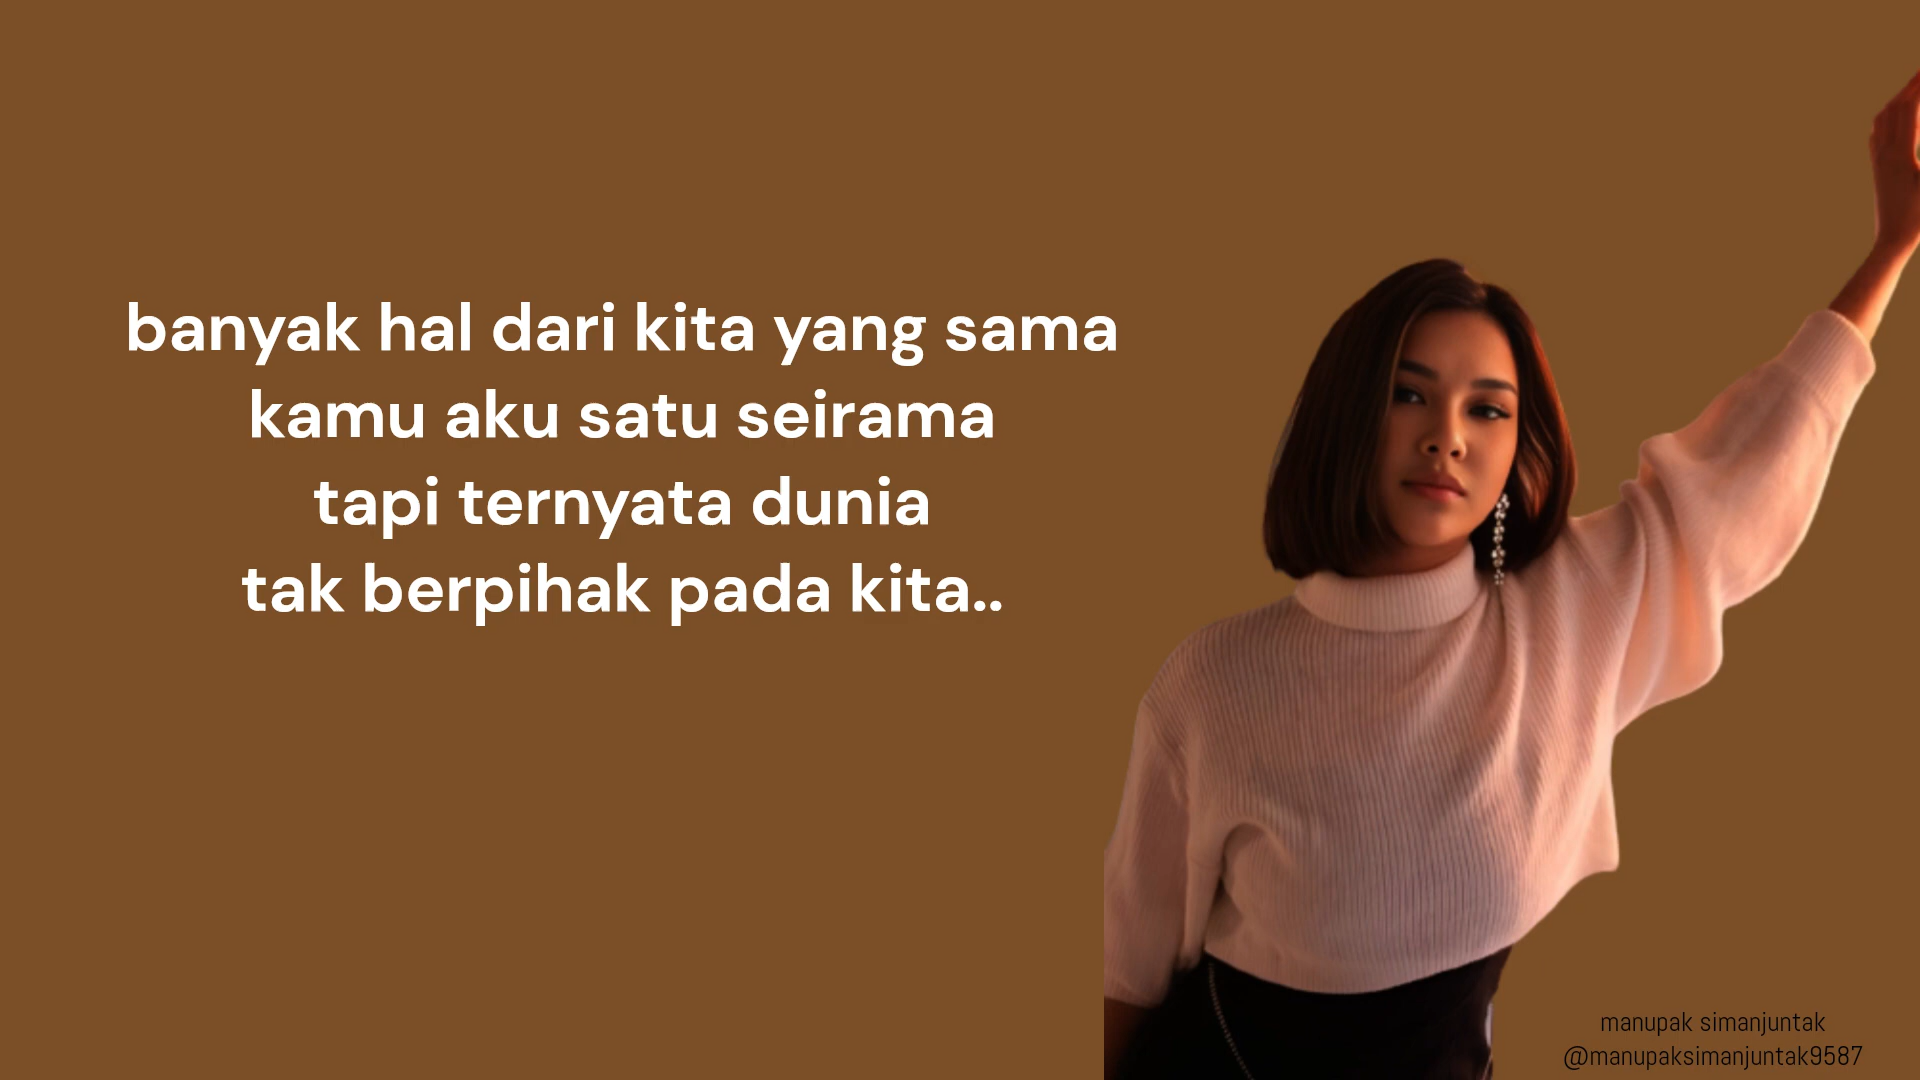 banyak hal dari kita yang sama
kamu aku satu seirama
tapi ternyata dunia
tak berpihak pada kita..
manupak simanjuntak
@manupaksimanjuntak9587